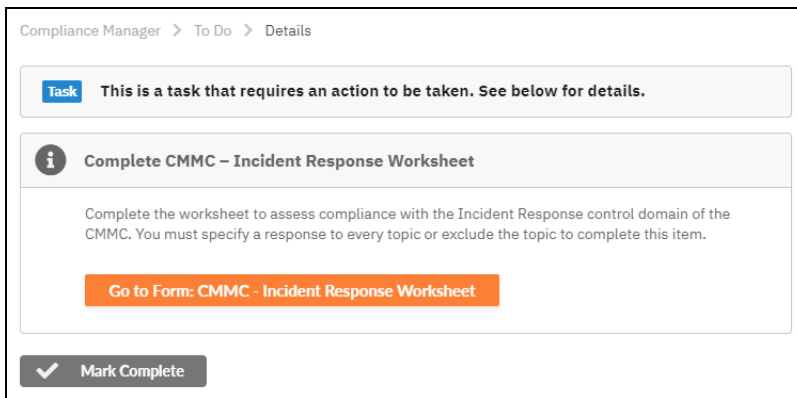 Compliance Manager > To Do > Details
Task This is a task that requires an action to be taken. See below for details.
Complete CMMC – Incident Response Worksheet
Complete the worksheet to assess compliance with the Incident Response control domain of the
CMMC. You must specify a response to every topic or exclude the topic to complete this item.
Go to Form: CMMC - Incident Response Worksheet
Mark Complete